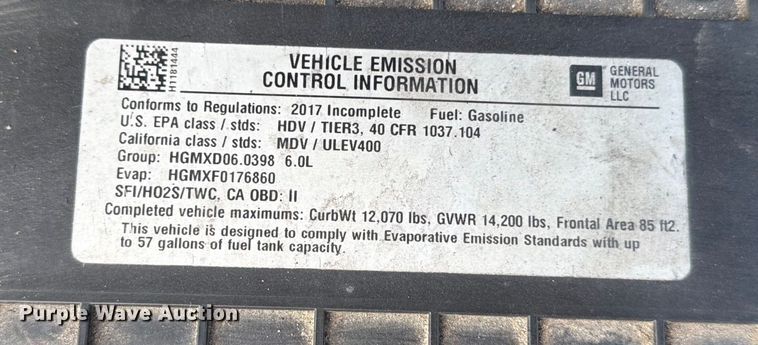 H1181444
VEHICLE EMISSION
CONTROL INFORMATION
GM
GENERAL
MOTORS
LLC
Conforms to Regulations: 2017 Incomplete Fuel: Gasoline
U.S. EPA class / stds: HDV / TIER3, 40 CFR 1037.104
California class / stds: MDV / ULEV400
Group: HGMXD06.0398 6.0L
Evap: HGMXF0176860
SFI/HO2S/TWC, CA OBD: II
Completed vehicle maximums: CurbWt 12,070 lbs, GVWR 14,200 lbs, Frontal Area 85 ft2.
This vehicle is designed to comply with Evaporative Emission Standards with up
to 57 gallons of fuel tank capacity.
Purple Wave Auction